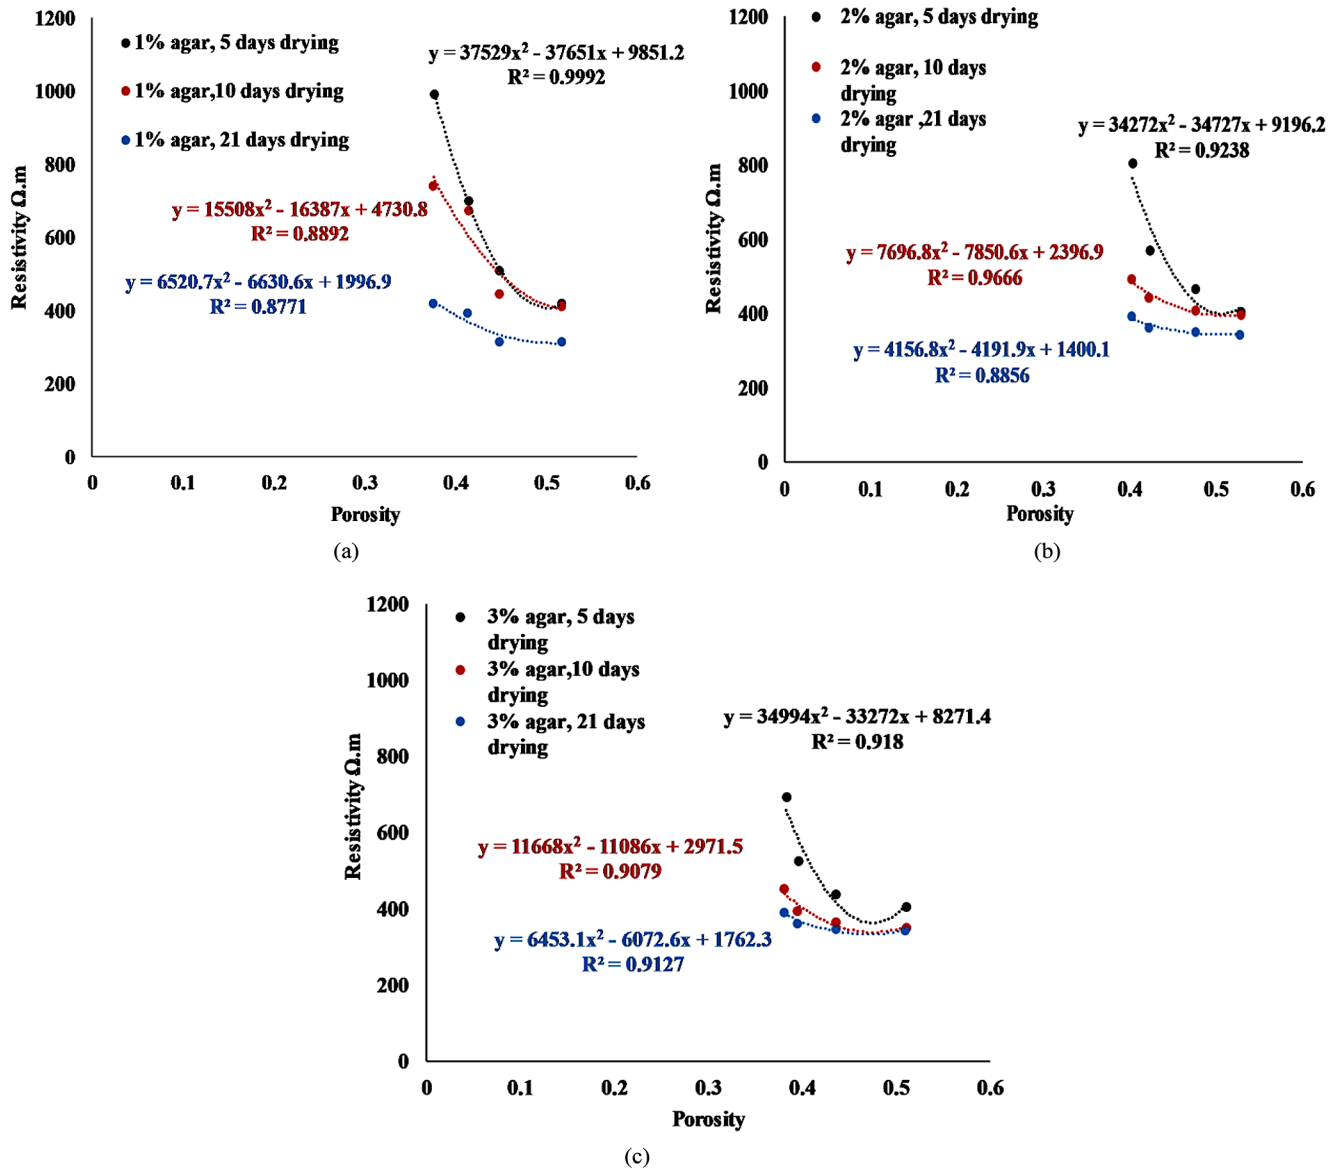 1200
1000
800
600
400
200
0
Resistivity Ω.m
1% agar, 5 days drying
1% agar,10 days drying
1% agar, 21 days drying
y = 37529x² - 37651x + 9851.2
R² = 0.9992
y = 15508x² - 16387x + 4730.8
R² = 0.8892
y = 6520.7x² - 6630.6x + 1996.9
R² = 0.8771
0 0.1 0.2 0.3 0.4 0.5 0.6
Porosity
(a)
1200
1000
800
600
400
200
0
Resistivity Ω.m
2% agar, 5 days drying
2% agar, 10 days
drying
2% agar ,21 days
drying
y = 34272x² - 34727x + 9196.2
R² = 0.9238
y = 7696.8x² - 7850.6x + 2396.9
R² = 0.9666
y = 4156.8x² - 4191.9x + 1400.1
R² = 0.8856
0 0.1 0.2 0.3 0.4 0.5 0.6
Porosity
(b)
1200
1000
800
600
400
200
0
Resistivity Ω.m
3% agar, 5 days
drying
3% agar,10 days
drying
3% agar, 21 days
drying
y = 34994x² - 33272x + 8271.4
R² = 0.918
y = 11668x² - 11086x + 2971.5
R² = 0.9079
y = 6453.1x² - 6072.6x + 1762.3
R² = 0.9127
0 0.1 0.2 0.3 0.4 0.5 0.6
Porosity
(c)